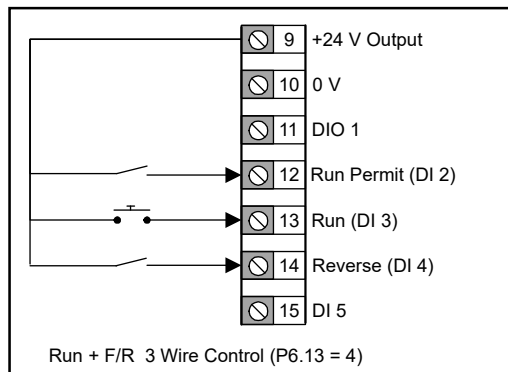 9 +24 V Output
10 0 V
11 DIO 1
12 Run Permit (DI 2)
13 Run (DI 3)
14 Reverse (DI 4)
15 DI 5
Run + F/R 3 Wire Control (P6.13 = 4)